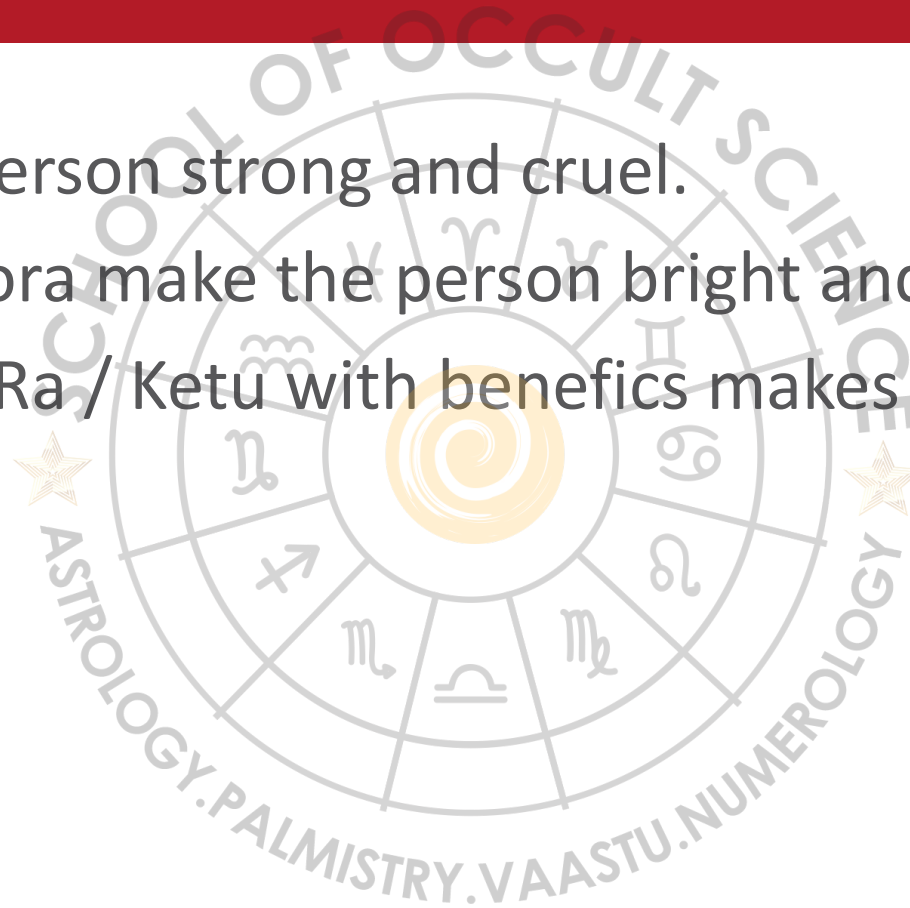 SCHOOL OF OCCULT SCIENCE
erson strong and cruel.
ora make the person bright and
Ra / Ketu with benefics makes
ASTROLOGY.PALMISTRY.VAASTU.NUMEROLOGY